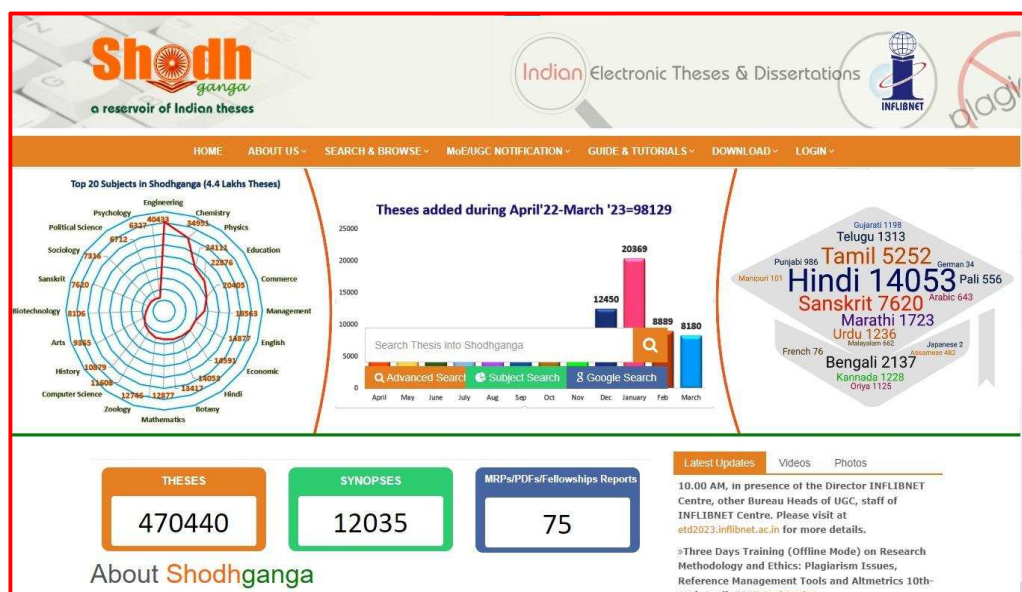 Shodh
ganga
a reservoir of Indian theses
Indian Electronic Theses & Dissertations
INFLIBNET
HOME ABOUT US SEARCH & BROWSE MoE/UGC NOTIFICATION GUIDE & TUTORIALS DOWNLOAD LOGIN
Top 20 Subjects in Shodhganga (4.4 Lakhs Theses)
Engineering 40433
Chemistry 34951
Physics 24111
Education 22876
Commerce 20405
Management 18563
English 14877
Economic 14591
Hindi 14053
Botany 13417
Mathematics 12877
Zoology 12746
Computer Science 11608
History 10879
Arts 9365
Biotechnology 8106
Sanskrit 7620
Sociology 7316
Political Science 6712
Psychology 6327
Theses added during April'22-March '23=98129
25000
20000
15000
10000
5000
0
12450
20369
8889
8180
Search Thesis into Shodhganga
Advanced Search Subject Search Google Search
April May June July Aug Sep Oct Nov Dec January Feb March
Gujarati 1198
Telugu 1313
Punjabi 986 Tamil 5252 German 34
Manipuri 101 Hindi 14053 Pali 556
Sanskrit 7620 Arabic 643
Marathi 1723
Urdu 1236
Malayalam 662 Japanese 2
French 76 Assamese 482
Bengali 2137
Kannada 1228
Oriya 1125
THESES
470440
SYNOPSES
12035
MRPs/PDFs/Fellowships Reports
75
About Shodhganga
Latest Updates Videos Photos
10.00 AM, in presence of the Director INFLIBNET
Centre, other Bureau Heads of UGC, staff of
INFLIBNET Centre. Please visit at
etd2023.inflibnet.ac.in for more details.
»Three Days Training (Offline Mode) on Research
Methodology and Ethics: Plagiarism Issues,
Reference Management Tools and Altmetrics 10th-